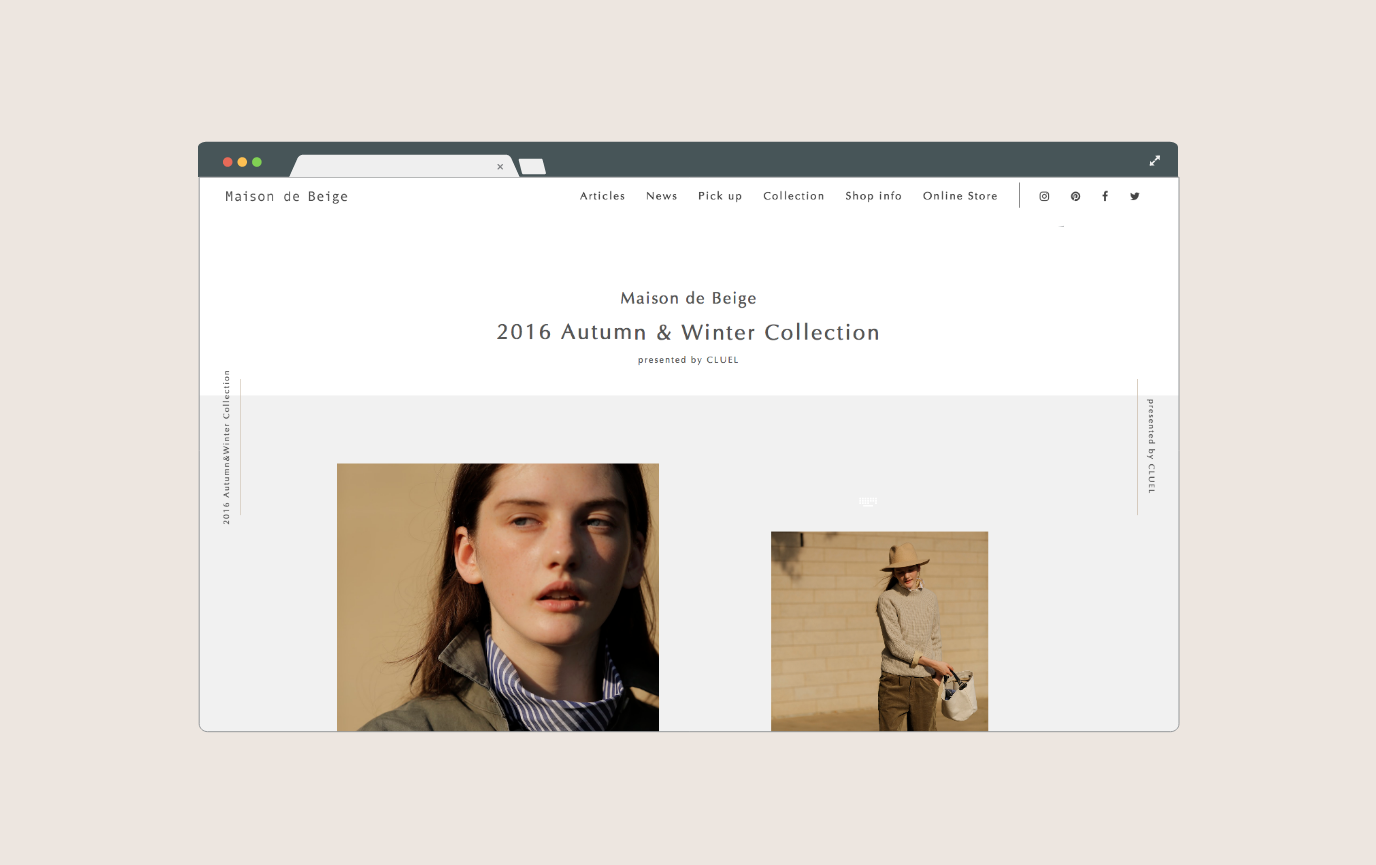 Maison de Beige
Articles News Pick up Collection Shop info Online Store
Maison de Beige
2016 Autumn & Winter Collection
presented by CLUEL
2016 Autumn&Winter Collection
presented by CLUEL